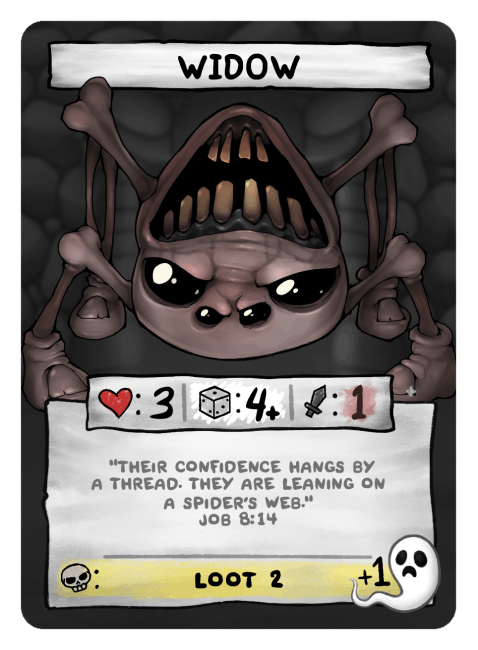 WIDOW
:3 :4+ :1
"THEIR CONFIDENCE HANGS BY
A THREAD. THEY ARE LEANING ON
A SPIDER'S WEB."
JOB 8:14
: LOOT 2 +1